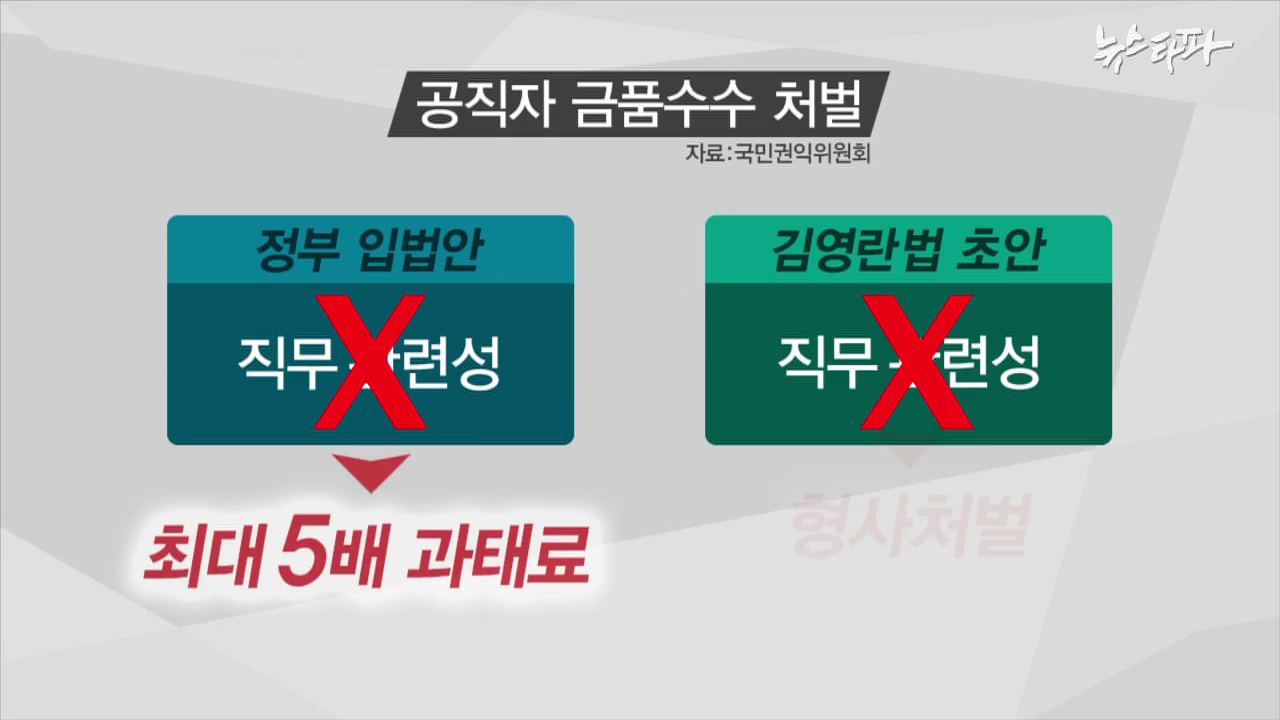 뉴스타파
공직자 금품수수 처벌
자료:국민권익위원회
정부 입법안
직무 관련성
최대 5배 과태료
김영란법 초안
직무 관련성
형사처벌